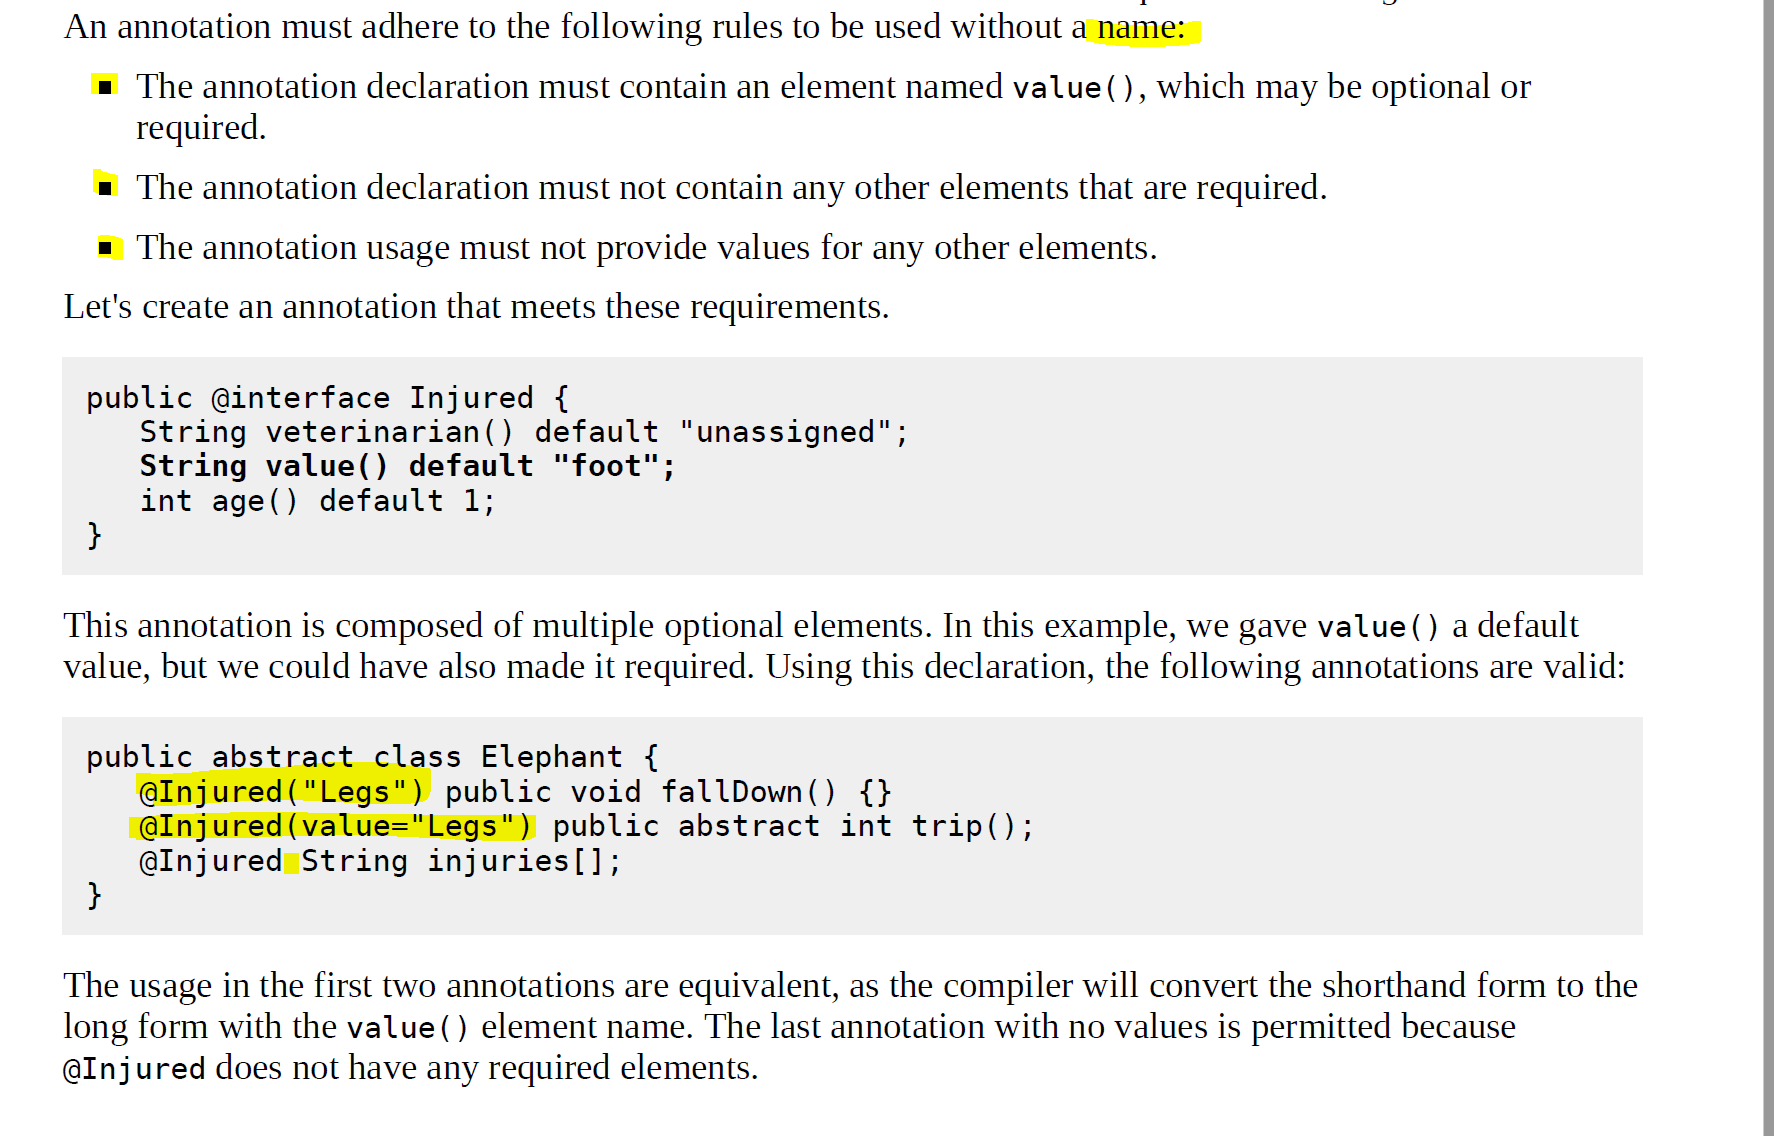 An annotation must adhere to the following rules to be used without a name:
■ The annotation declaration must contain an element named value(), which may be optional or
required.
■ The annotation declaration must not contain any other elements that are required.
■ The annotation usage must not provide values for any other elements.
Let's create an annotation that meets these requirements.
public @interface Injured {
   String veterinarian() default "unassigned";
   String value() default "foot";
   int age() default 1;
}
This annotation is composed of multiple optional elements. In this example, we gave value() a default
value, but we could have also made it required. Using this declaration, the following annotations are valid:
public abstract class Elephant {
   @Injured("Legs") public void fallDown() {}
   @Injured(value="Legs") public abstract int trip();
   @Injured String injuries[];
}
The usage in the first two annotations are equivalent, as the compiler will convert the shorthand form to the
long form with the value() element name. The last annotation with no values is permitted because
@Injured does not have any required elements.